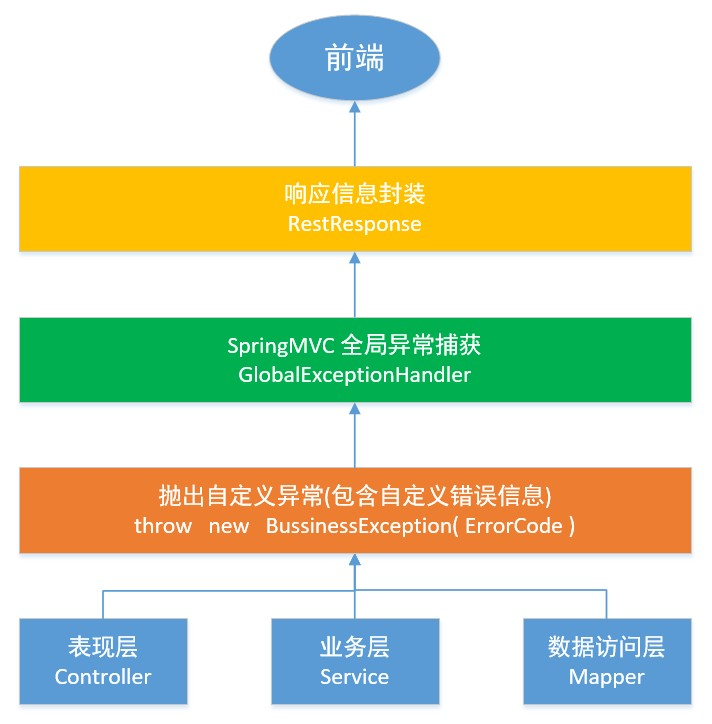 前端
响应信息封装
RestResponse
SpringMVC 全局异常捕获
GlobalExceptionHandler
抛出自定义异常(包含自定义错误信息)
throw new BussinessException( ErrorCode )
表现层
Controller
业务层
Service
数据访问层
Mapper